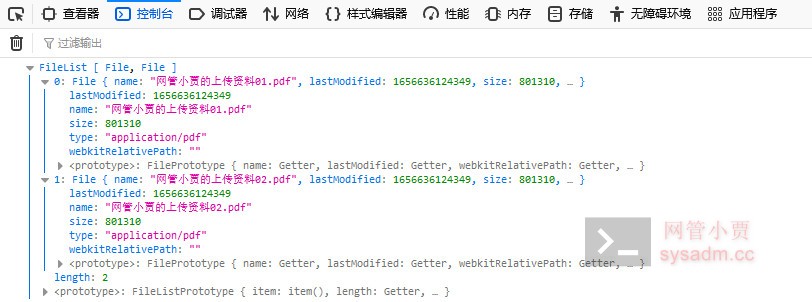 查看器 控制台 调试器 网络 样式编辑器 性能 内存 存储 无障碍环境 应用程序
过滤输出
FileList [ File, File ]
0: File { name: "网管小贾的上传资料01.pdf", lastModified: 1656636124349, size: 801310, … }
lastModified: 1656636124349
name: "网管小贾的上传资料01.pdf"
size: 801310
type: "application/pdf"
webkitRelativePath: ""
<prototype>: FilePrototype { name: Getter, lastModified: Getter, webkitRelativePath: Getter, … }
1: File { name: "网管小贾的上传资料02.pdf", lastModified: 1656636124349, size: 801310, … }
lastModified: 1656636124349
name: "网管小贾的上传资料02.pdf"
size: 801310
type: "application/pdf"
webkitRelativePath: ""
<prototype>: FilePrototype { name: Getter, lastModified: Getter, webkitRelativePath: Getter, … }
length: 2
<prototype>: FileListPrototype { item: item(), length: Getter, … }
网管小贾
sysadm.cc